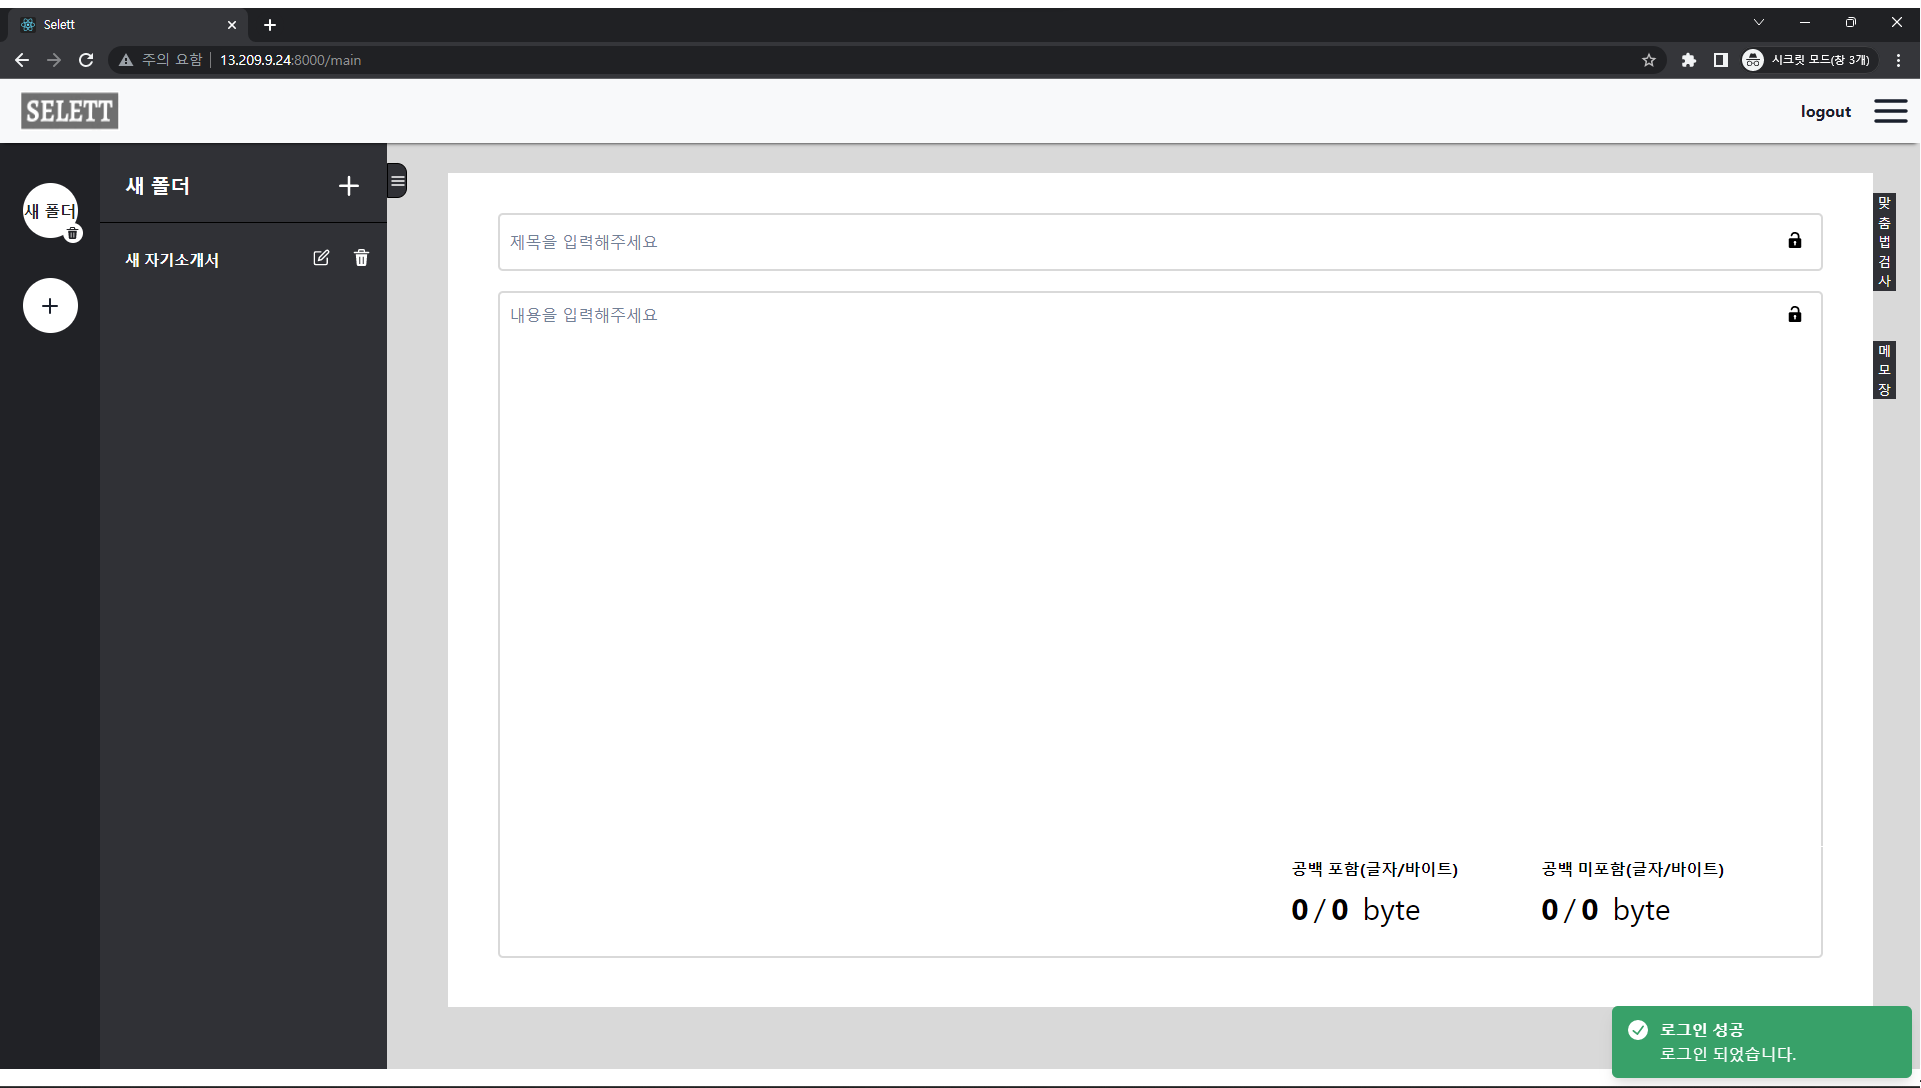 Selett
주의 요함
13.209.9.24:8000/main
시크릿 모드(창 3개)
SELETT
logout
새 폴더
새 폴더
새 자기소개서
제목을 입력해주세요
내용을 입력해주세요
맞
춤
법
검
사
메
모
장
공백 포함(글자/바이트)
0 / 0 byte
공백 미포함(글자/바이트)
0 / 0 byte
로그인 성공
로그인 되었습니다.